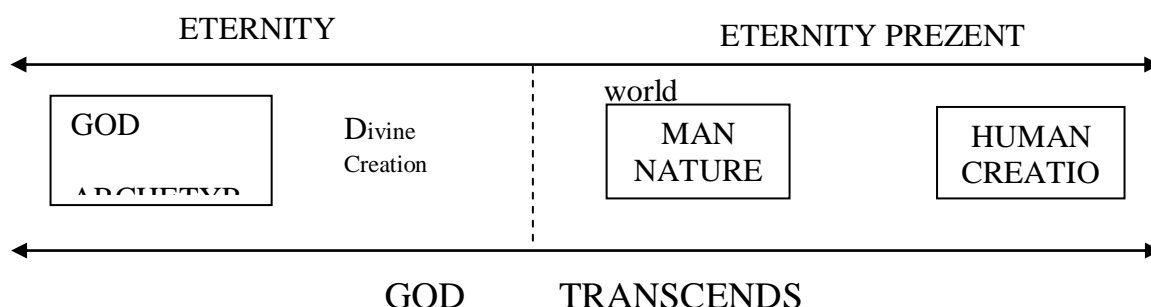 ETERNITY
ETERNITY PREZENT
GOD
Divine
Creation
world
MAN
NATURE
HUMAN
CREATIO
GOD TRANSCENDS